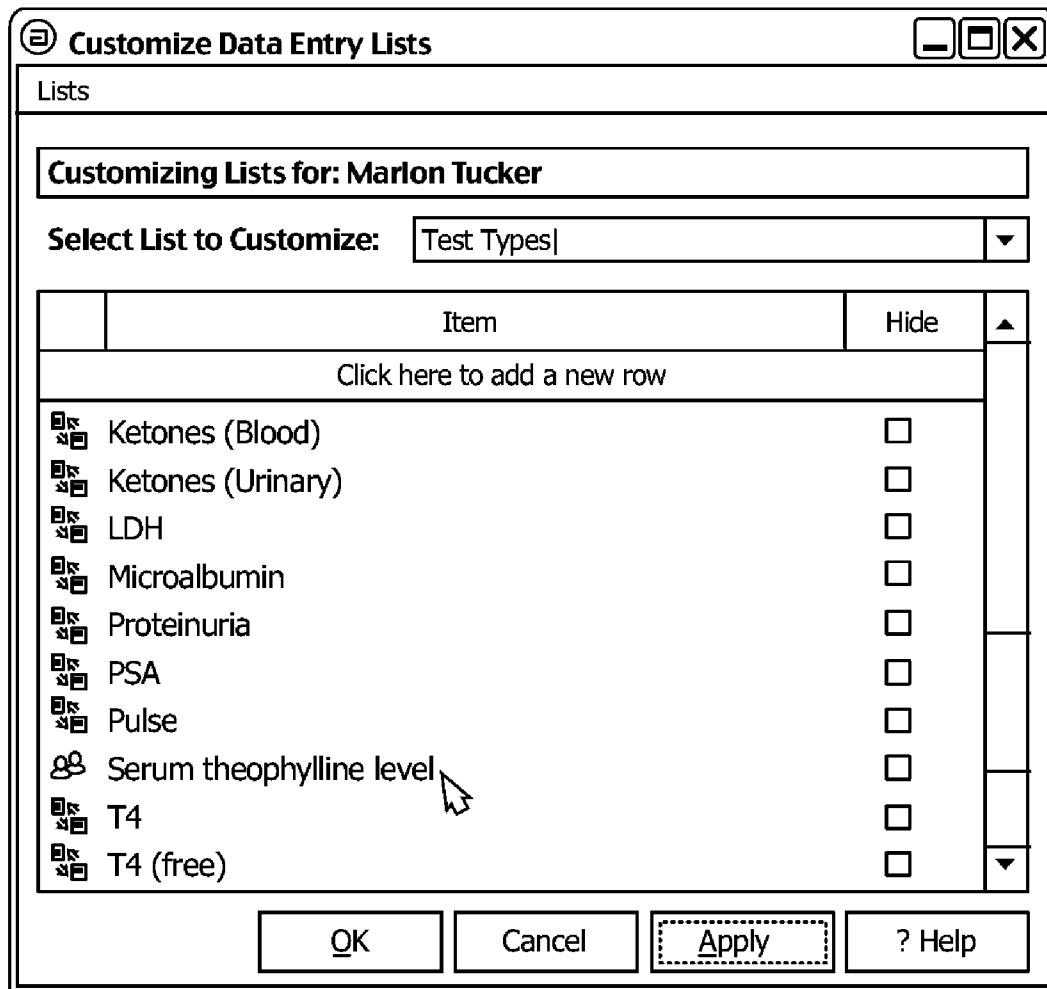 Customize Data Entry Lists
Lists
Customizing Lists for: Marlon Tucker
Select List to Customize: Test Types
Item Hide
Click here to add a new row
Ketones (Blood)
Ketones (Urinary)
LDH
Microalbumin
Proteinuria
PSA
Pulse
Serum theophylline level
T4
T4 (free)
OK Cancel Apply ? Help